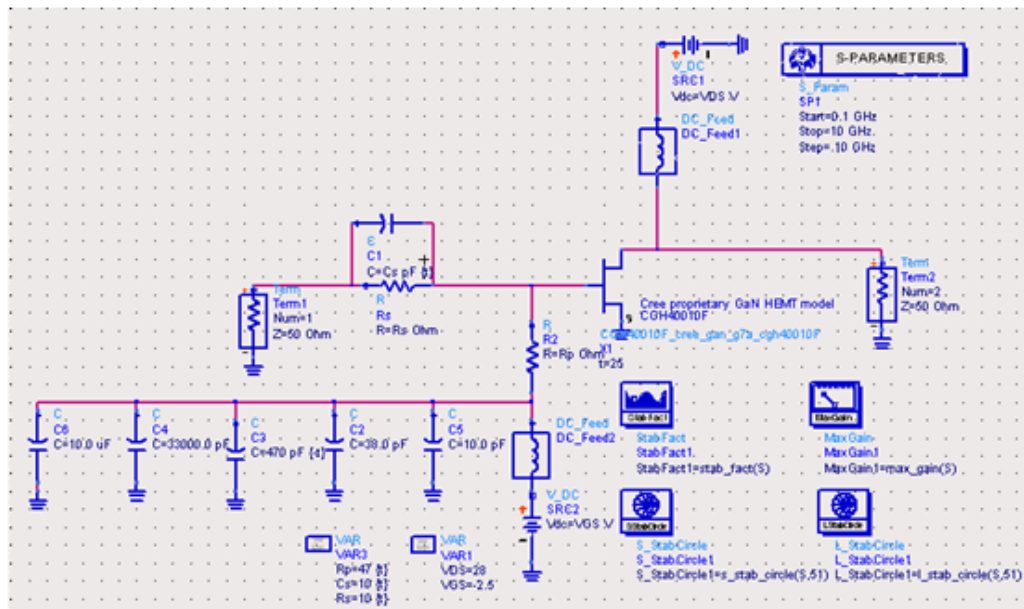 V_DC
SRC1
Vdc=VDS V
S-PARAMETERS
S_Param
SP1
Start=0.1 GHz
Stop=10 GHz
Step=.10 GHz
DC_Feed
DC_Feed1
C
C1
C=Cs pF {t}
R
Rs
R=Rs Ohm
Term
Term1
Num=1
Z=50 Ohm
Term
Term2
Num=2
Z=50 Ohm
Cree proprietary GaN HEMT model
CGH40010F
X1
t=25
R
R2
R=Rp Ohm
C
C6
C=10.0 uF
C
C4
C=33000.0 pF
C
C3
C=470 pF {t}
C
C2
C=38.0 pF
C
C5
C=10.0 pF
DC_Feed
DC_Feed2
StabFact
StabFact
StabFact1
StabFact1=stab_fact(S)
MaxGain
MaxGain
MaxGain1
MaxGain1=max_gain(S)
V_DC
SRC2
Vdc=VGS V
VAR
VAR3
Rp=47 {t}
Cs=10 {t}
Rs=10 {t}
VAR
VAR1
VDS=28
VGS=-2.5
SStabCircle
S_StabCircle
S_StabCircle1
S_StabCircle1=s_stab_circle(S,51)
LStabCircle
L_StabCircle
L_StabCircle1
L_StabCircle1=l_stab_circle(S,51)